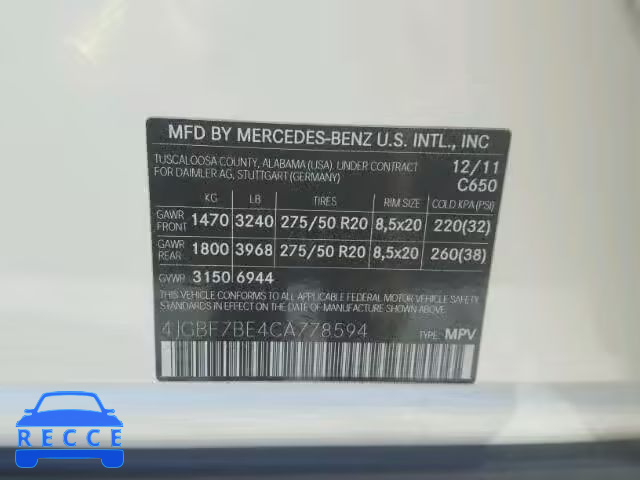 MFD BY MERCEDES-BENZ U.S. INTL., INC
TUSCALOOSA COUNTY, ALABAMA (USA). UNDER CONTRACT 12/11
FOR DAIMLER AG, STUTTGART (GERMANY) C650
KG LB TIRES RIM SIZE COLD KPA(PSI)
GAWR FRONT 1470 3240 275/50 R20 8,5x20 220(32)
GAWR REAR 1800 3968 275/50 R20 8,5x20 260(38)
GVWR 3150 6944
THIS VEHICLE CONFORMS TO ALL APPLICABLE FEDERAL MOTOR VEHICLE SAFETY
STANDARDS IN EFFECT ON THE DATE OF MANUFACTURE SHOWN ABOVE.
4JGBF7BE4CA778594 TYPE: MPV
RECCE